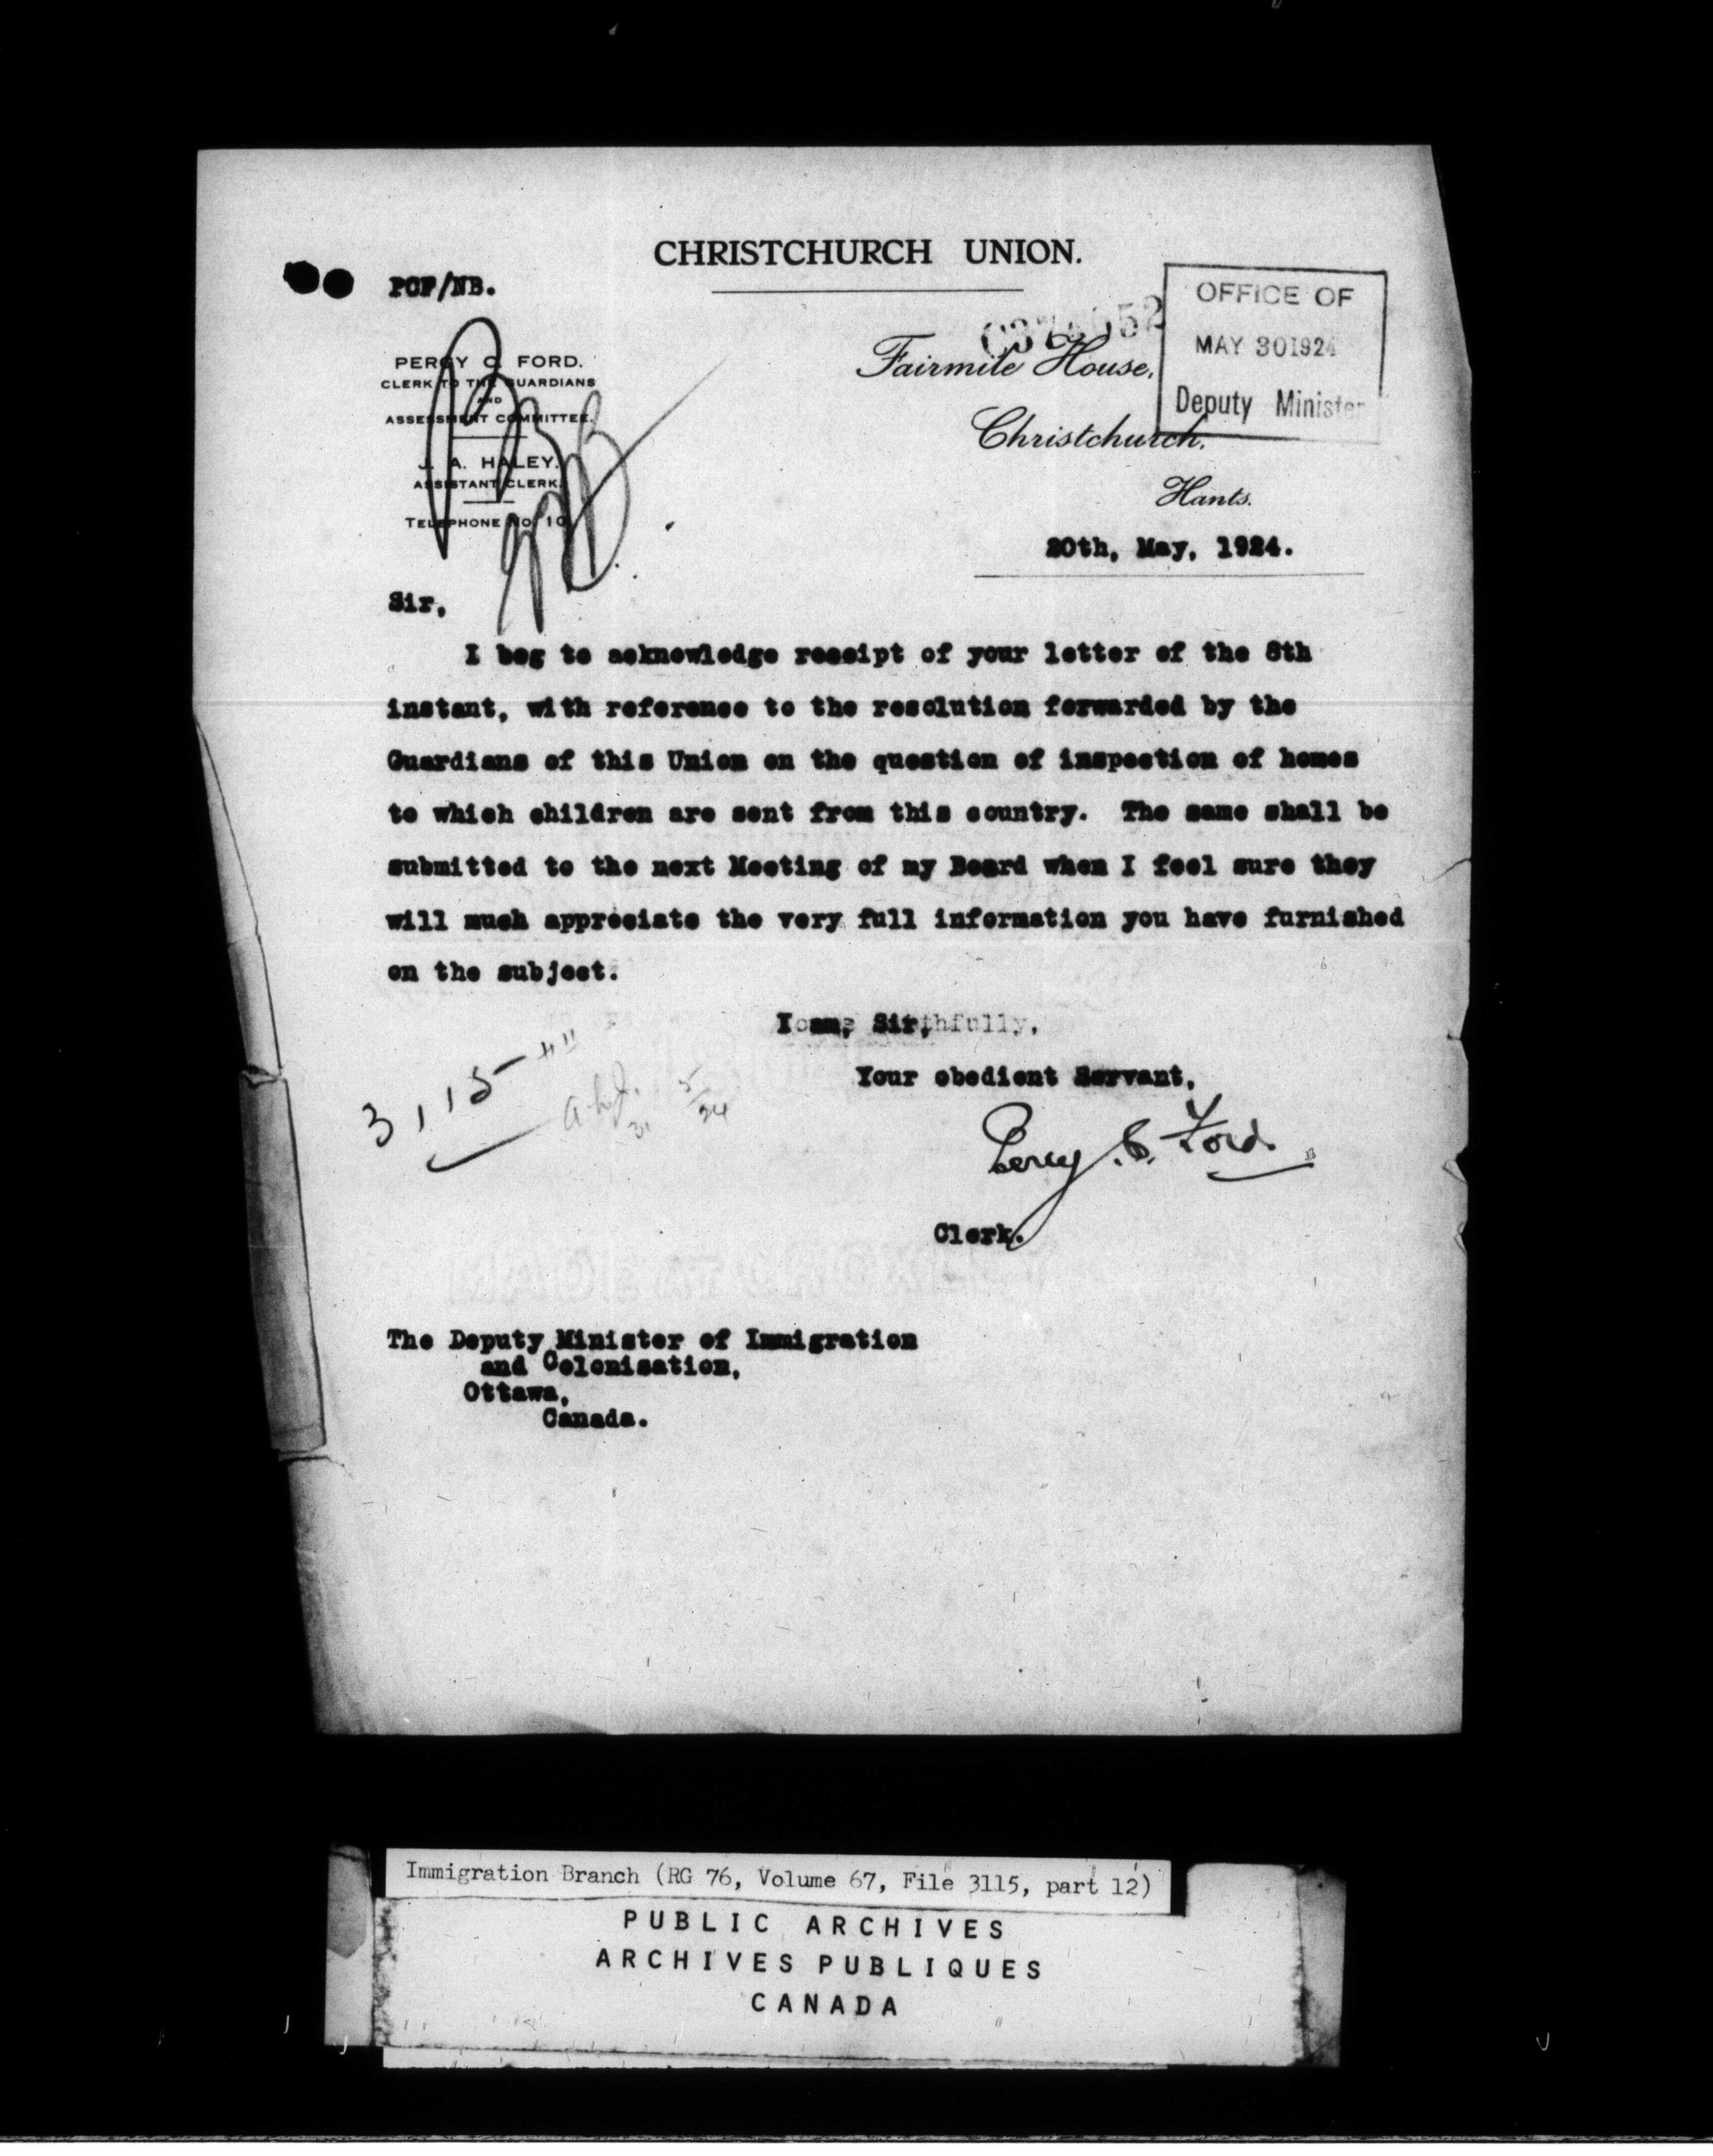 CHRISTCHURCH UNION.
PCF/NB.
OFFICE OF
MAY 30 1924
Deputy Minister
PERCY C. FORD.
CLERK TO THE GUARDIANS
AND
ASSESSMENT COMMITTEE.
J. A. HALEY.
ASSISTANT CLERK.
TELEPHONE NO. 10
Fairmile House,
Christchurch,
Hants.
20th, May, 1924.
Sir,
I beg to acknowledge receipt of your letter of the 8th
instant, with reference to the resolution forwarded by the
Guardians of this Union on the question of inspection of homes
to which children are sent from this country. The same shall be
submitted to the next Meeting of my Board when I feel sure they
will much appreciate the very full information you have furnished
on the subject.
I am, Sir,
Your obedient Servant,
3,115
Percy C. Ford.
Clerk.
The Deputy Minister of Immigration
and Colonisation,
Ottawa,
Canada.
Immigration Branch (RG 76, Volume 67, File 3115, part 12)
PUBLIC ARCHIVES
ARCHIVES PUBLIQUES
CANADA